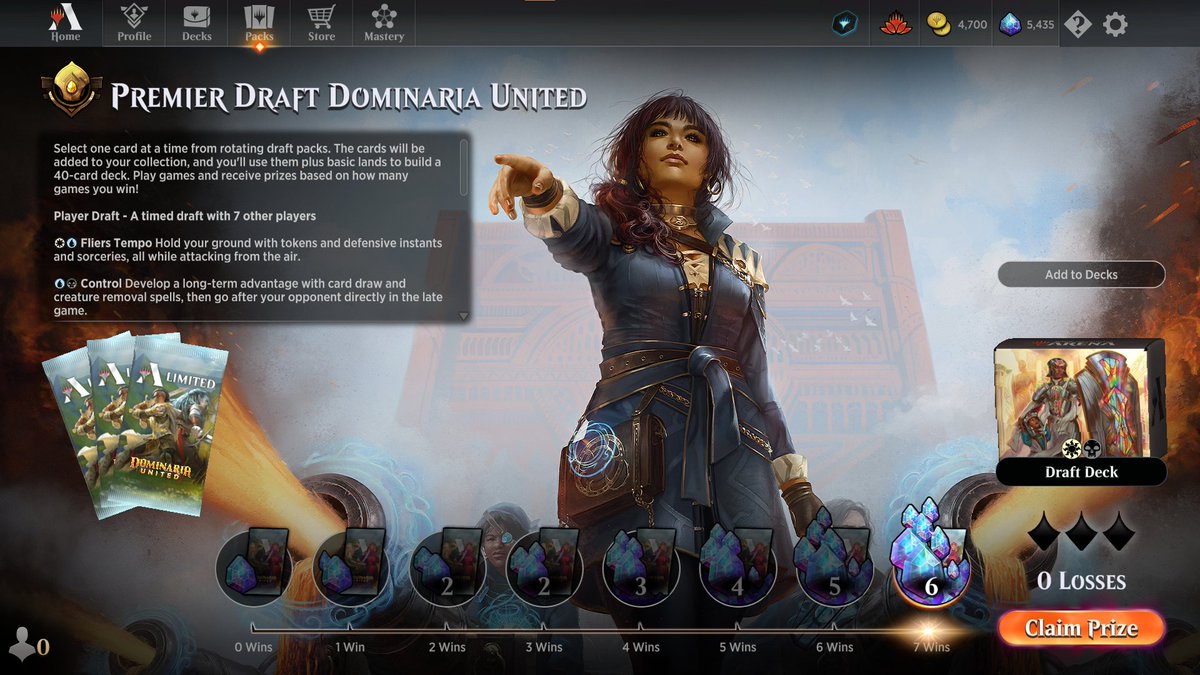 Home
Profile
Decks
Packs
Store
Mastery
4,700
5,435
PREMIER DRAFT DOMINARIA UNITED
Select one card at a time from rotating draft packs. The cards will be
added to your collection, and you'll use them plus basic lands to build a
40-card deck. Play games and receive prizes based on how many
games you win!
Player Draft - A timed draft with 7 other players
Fliers Tempo Hold your ground with tokens and defensive instants
and sorceries, all while attacking from the air.
Control Develop a long-term advantage with card draw and
creature removal spells, then go after your opponent directly in the late
game.
Add to Decks
LIMITED
DOMINARIA
UNITED
ARENA
Draft Deck
2
2
3
4
5
6
0 LOSSES
Claim Prize
0 Wins
1 Win
2 Wins
3 Wins
4 Wins
5 Wins
6 Wins
7 Wins
0